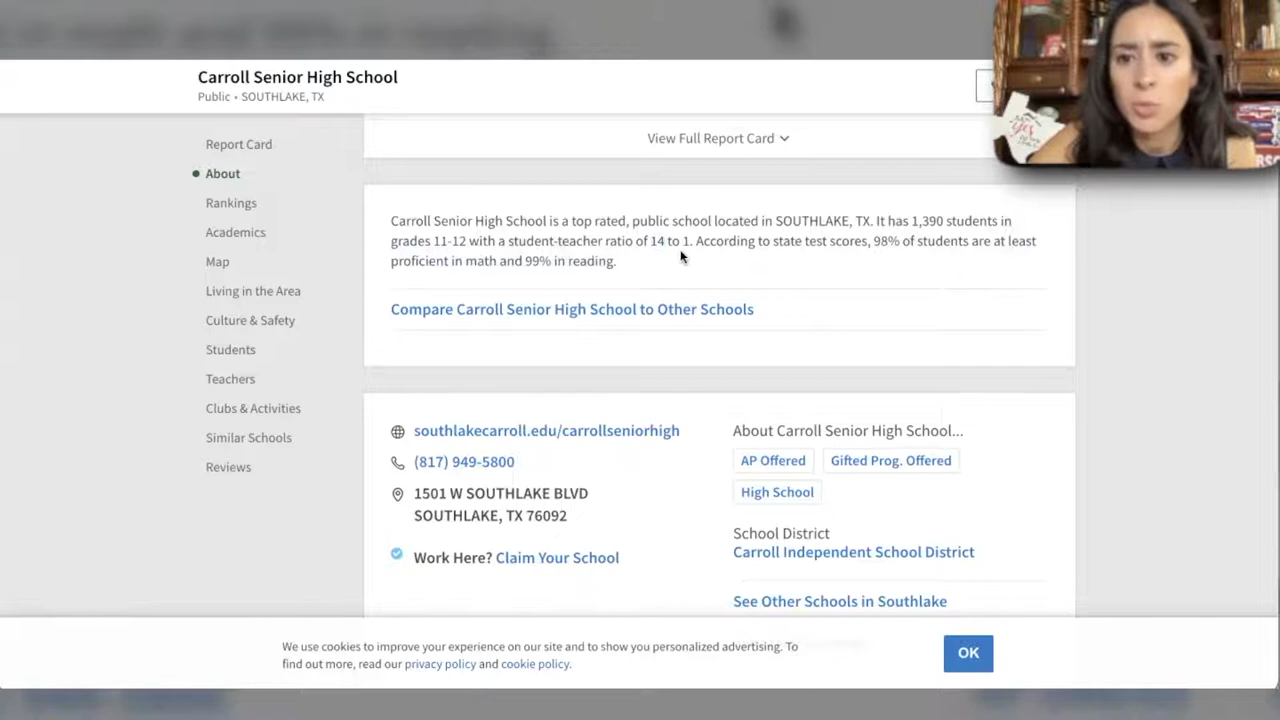 Carroll Senior High School
Public • SOUTHLAKE, TX
Report Card
About
Rankings
Academics
Map
Living in the Area
Culture & Safety
Students
Teachers
Clubs & Activities
Similar Schools
Reviews
View Full Report Card
Carroll Senior High School is a top rated, public school located in SOUTHLAKE, TX. It has 1,390 students in
grades 11-12 with a student-teacher ratio of 14 to 1. According to state test scores, 98% of students are at least
proficient in math and 99% in reading.
Compare Carroll Senior High School to Other Schools
southlakecarroll.edu/carrollseniorhigh
(817) 949-5800
1501 W SOUTHLAKE BLVD
SOUTHLAKE, TX 76092
Work Here? Claim Your School
About Carroll Senior High School...
AP Offered
Gifted Prog. Offered
High School
School District
Carroll Independent School District
See Other Schools in Southlake
We use cookies to improve your experience on our site and to show you personalized advertising. To
find out more, read our privacy policy and cookie policy.
OK
yes